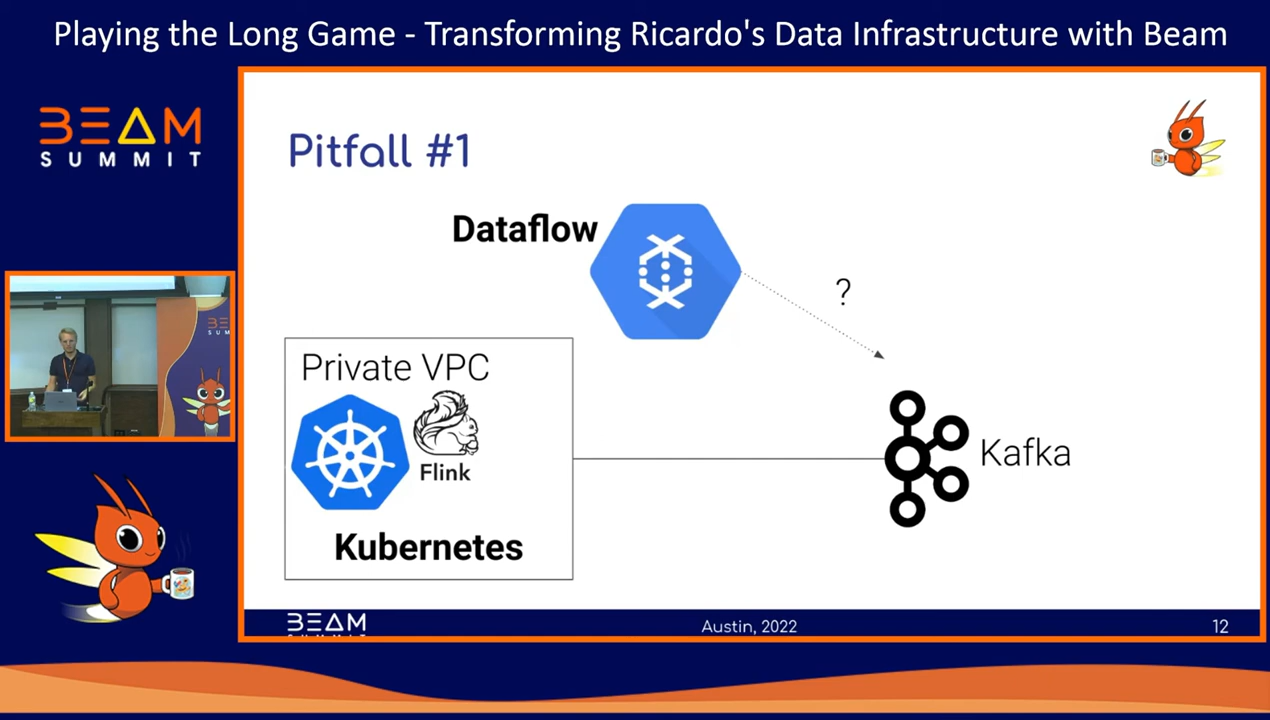 Playing the Long Game - Transforming Ricardo's Data Infrastructure with Beam
BEAM
SUMMIT
Pitfall #1
Dataflow
?
Private VPC
Flink
Kubernetes
Kafka
BEAM
Austin, 2022
12